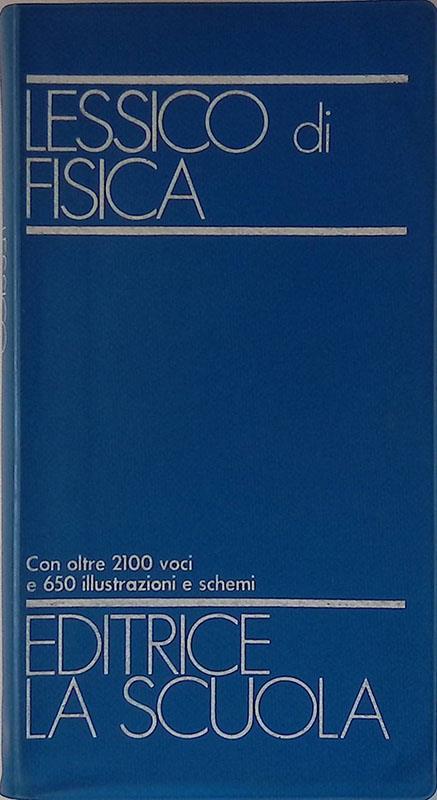 LESSICO di
FISICA
Con oltre 2100 voci
e 650 illustrazioni e schemi
EDITRICE
LA SCUOLA